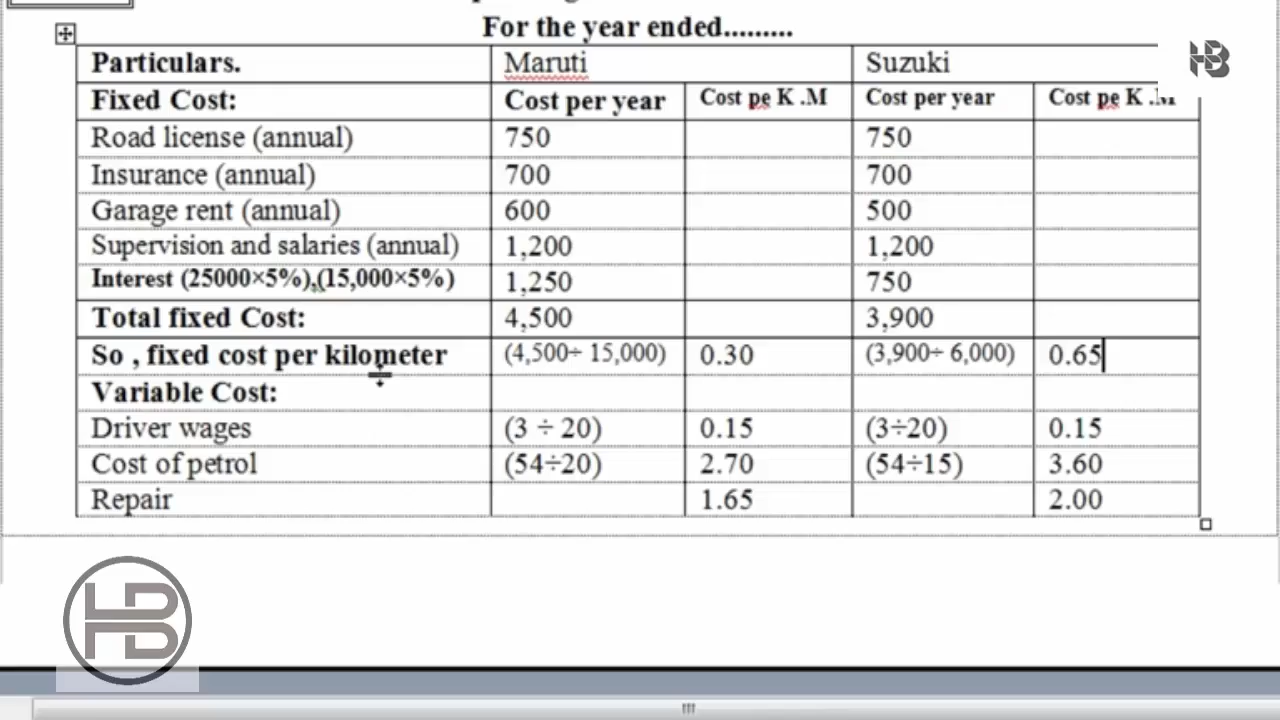 For the year ended.........
Particulars. Maruti Suzuki
Fixed Cost: Cost per year Cost pe K .M Cost per year Cost pe K .M
Road license (annual) 750 750
Insurance (annual) 700 700
Garage rent (annual) 600 500
Supervision and salaries (annual) 1,200 1,200
Interest (25000×5%),(15,000×5%) 1,250 750
Total fixed Cost: 4,500 3,900
So , fixed cost per kilometer (4,500÷ 15,000) 0.30 (3,900÷ 6,000) 0.65
Variable Cost:
Driver wages (3 ÷ 20) 0.15 (3÷20) 0.15
Cost of petrol (54÷20) 2.70 (54÷15) 3.60
Repair 1.65 2.00